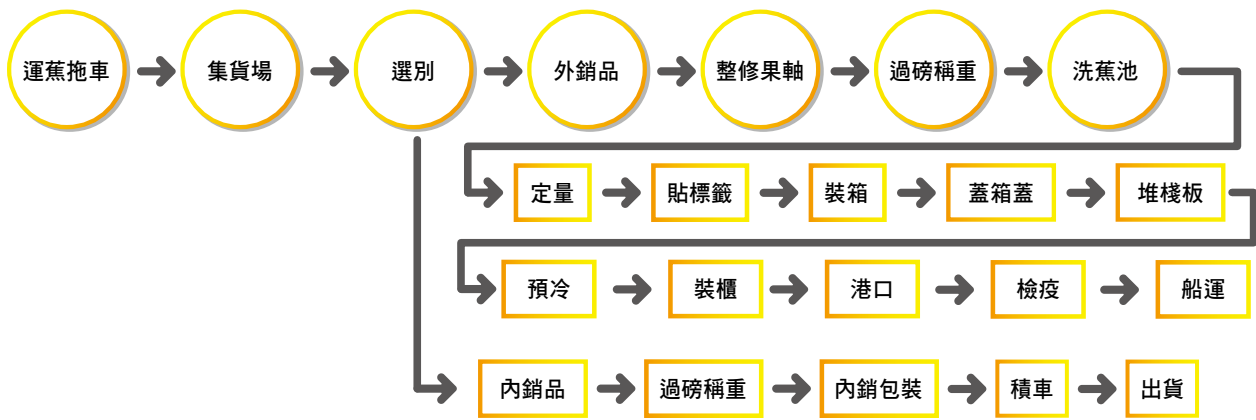 運蕉拖車 集貨場 選別 外銷品 整修果軸 過磅稱重 洗蕉池
定量 貼標籤 裝箱 蓋箱蓋 堆棧板
預冷 裝櫃 港口 檢疫 船運
內銷品 過磅稱重 內銷包裝 積車 出貨